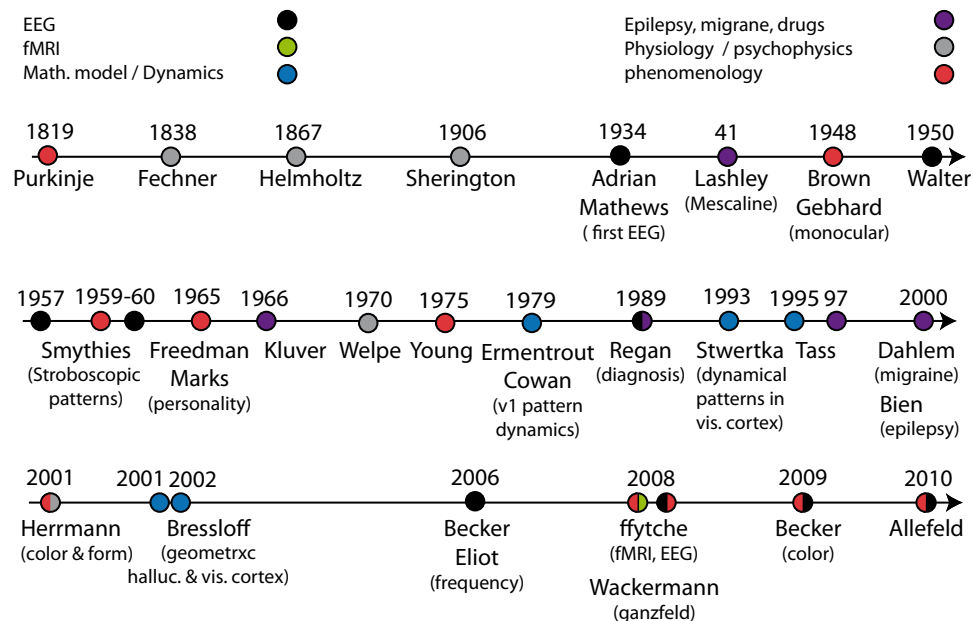 EEG
fMRI
Math. model / Dynamics
Epilepsy, migrane, drugs
Physiology / psychophysics
phenomenology
1819 1838 1867 1906 1934 41 1948 1950
Purkinje Fechner Helmholtz Sherington Adrian Lashley Brown Walter
Mathews (Mescaline) Gebhard
( first EEG) (monocular)
1957 1959-60 1965 1966 1970 1975 1979 1989 1993 1995 97 2000
Smythies Freedman Kluver Welpe Young Ermentrout Regan Stwertka Tass Dahlem
(Stroboscopic Marks Cowan (diagnosis) (dynamical (migraine)
patterns) (personality) (v1 pattern patterns in Bien
dynamics) vis. cortex) (epilepsy)
2001 2001 2002 2006 2008 2009 2010
Herrmann Bressloff Becker ffytche Becker Allefeld
(color & form) (geometrxc Eliot (fMRI, EEG) (color)
halluc. & vis. cortex) (frequency) Wackermann
(ganzfeld)